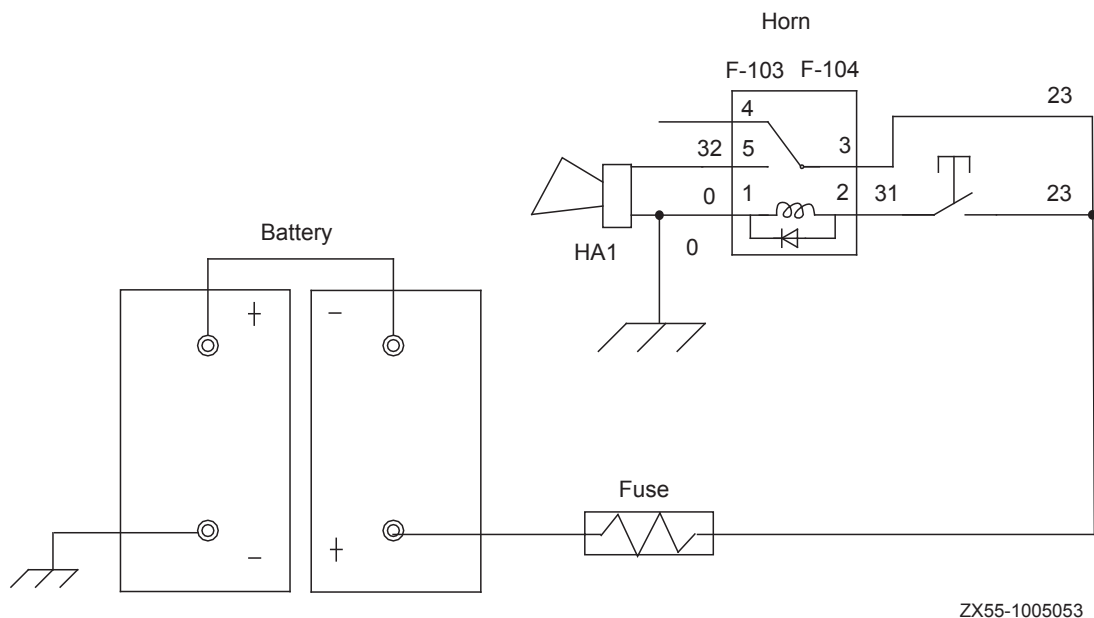 Horn
F-103 F-104
23
4
32 5 3
0 1 2 31 23
HA1 0
Battery
+ -
Fuse
- +
ZX55-1005053